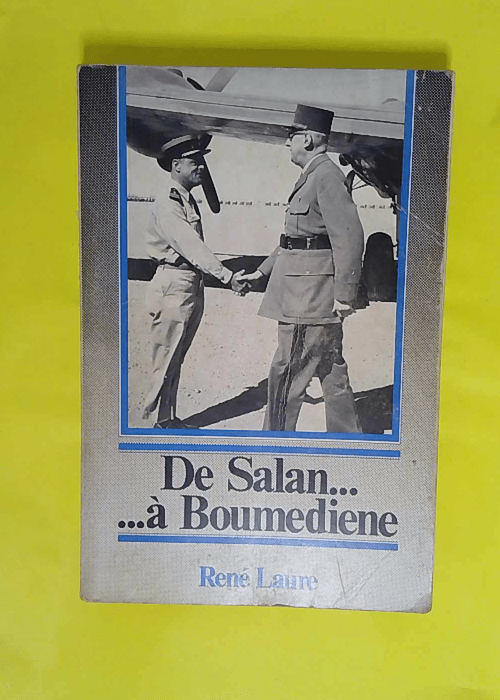 De Salan...
...à Boumediene
René Laure